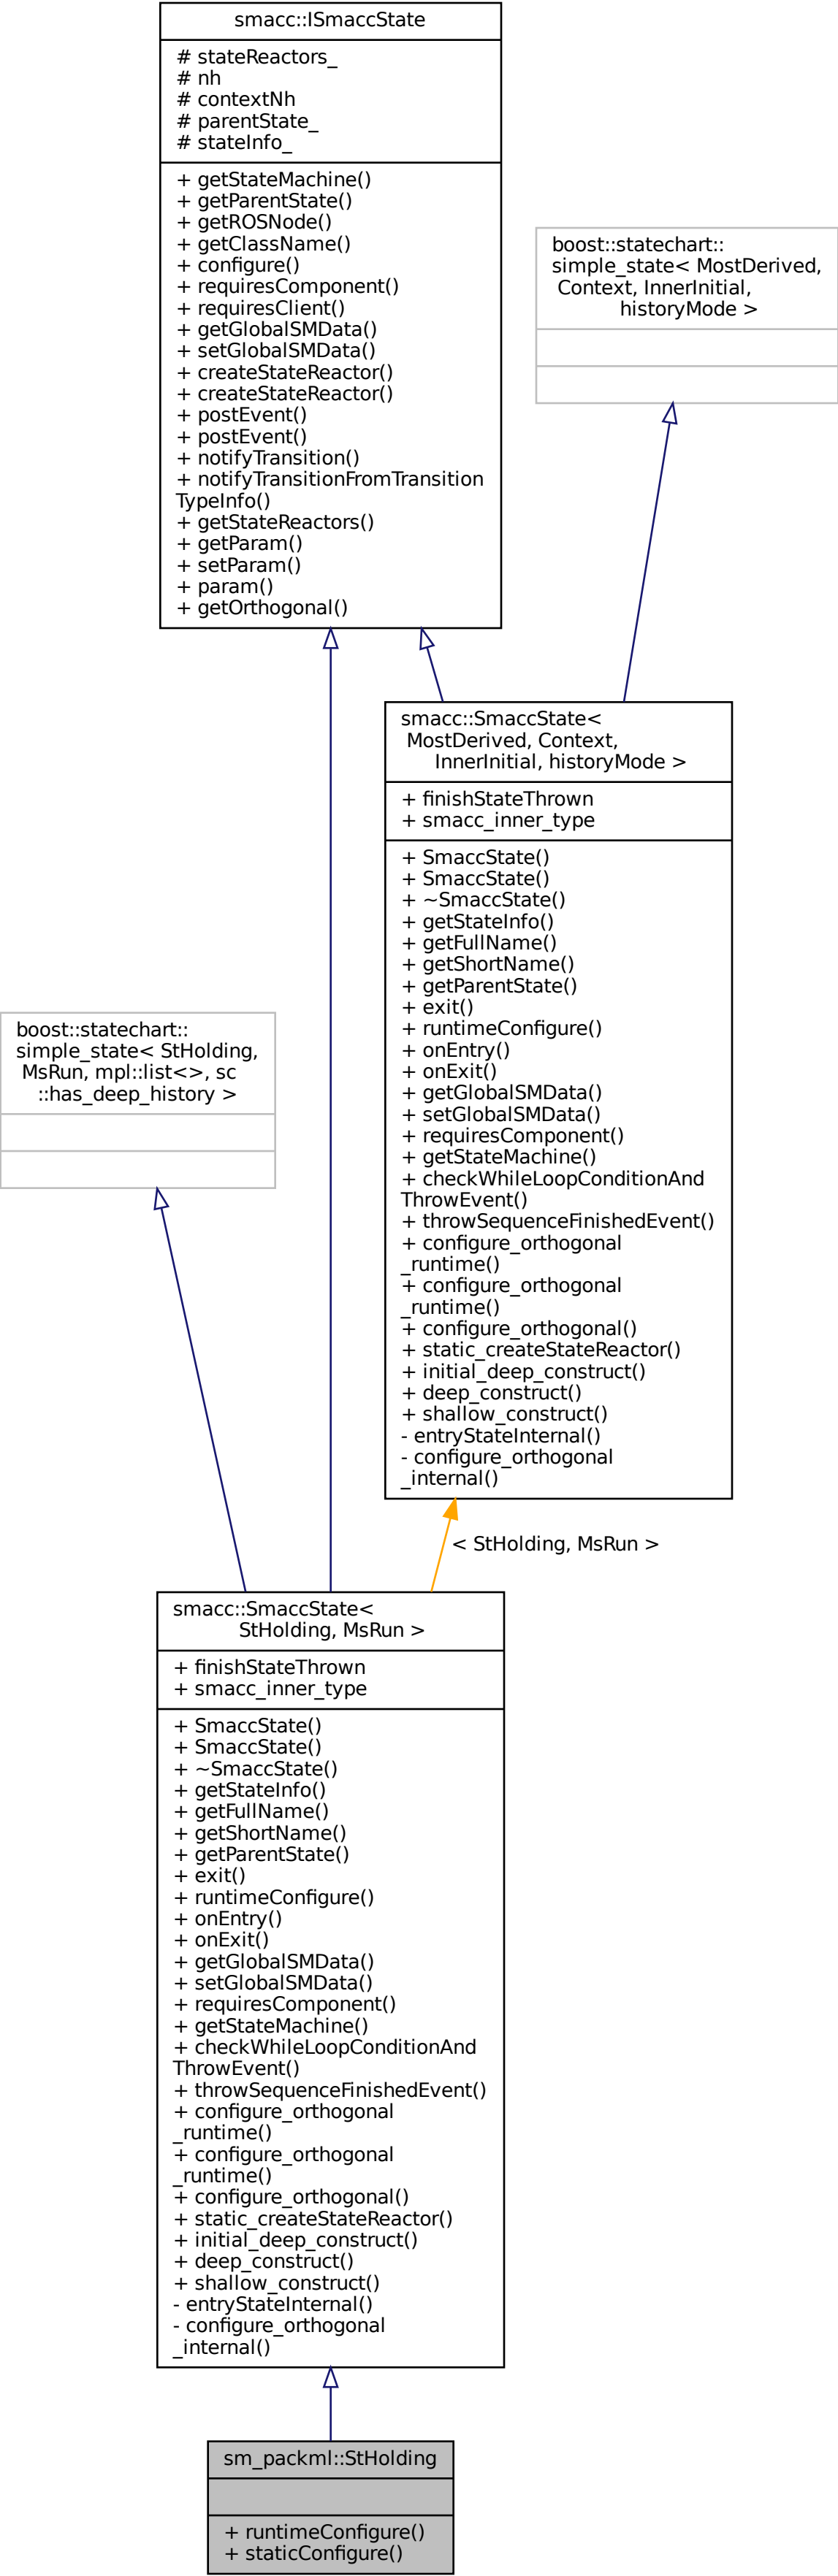 smacc::ISmaccState
# stateReactors_
# nh
# contextNh
# parentState_
# stateInfo_
+ getStateMachine()
+ getParentState()
+ getROSNode()
+ getClassName()
+ configure()
+ requiresComponent()
+ requiresClient()
+ getGlobalSMData()
+ setGlobalSMData()
+ createStateReactor()
+ createStateReactor()
+ postEvent()
+ postEvent()
+ notifyTransition()
+ notifyTransitionFromTransition
TypeInfo()
+ getStateReactors()
+ getParam()
+ setParam()
+ param()
+ getOrthogonal()
boost::statechart::
simple_state< MostDerived,
Context, InnerInitial,
historyMode >
smacc::SmaccState<
MostDerived, Context,
InnerInitial, historyMode >
+ finishStateThrown
+ smacc_inner_type
+ SmaccState()
+ SmaccState()
+ ~SmaccState()
+ getStateInfo()
+ getFullName()
+ getShortName()
+ getParentState()
+ exit()
+ runtimeConfigure()
+ onEntry()
+ onExit()
+ getGlobalSMData()
+ setGlobalSMData()
+ requiresComponent()
+ getStateMachine()
+ checkWhileLoopConditionAnd
ThrowEvent()
+ throwSequenceFinishedEvent()
+ configure_orthogonal
_runtime()
+ configure_orthogonal
_runtime()
+ configure_orthogonal()
+ static_createStateReactor()
+ initial_deep_construct()
+ deep_construct()
+ shallow_construct()
- entryStateInternal()
- configure_orthogonal
_internal()
boost::statechart::
simple_state< StHolding,
MsRun, mpl::list<>, sc
::has_deep_history >
< StHolding, MsRun >
smacc::SmaccState<
StHolding, MsRun >
+ finishStateThrown
+ smacc_inner_type
+ SmaccState()
+ SmaccState()
+ ~SmaccState()
+ getStateInfo()
+ getFullName()
+ getShortName()
+ getParentState()
+ exit()
+ runtimeConfigure()
+ onEntry()
+ onExit()
+ getGlobalSMData()
+ setGlobalSMData()
+ requiresComponent()
+ getStateMachine()
+ checkWhileLoopConditionAnd
ThrowEvent()
+ throwSequenceFinishedEvent()
+ configure_orthogonal
_runtime()
+ configure_orthogonal
_runtime()
+ configure_orthogonal()
+ static_createStateReactor()
+ initial_deep_construct()
+ deep_construct()
+ shallow_construct()
- entryStateInternal()
- configure_orthogonal
_internal()
sm_packml::StHolding
+ runtimeConfigure()
+ staticConfigure()